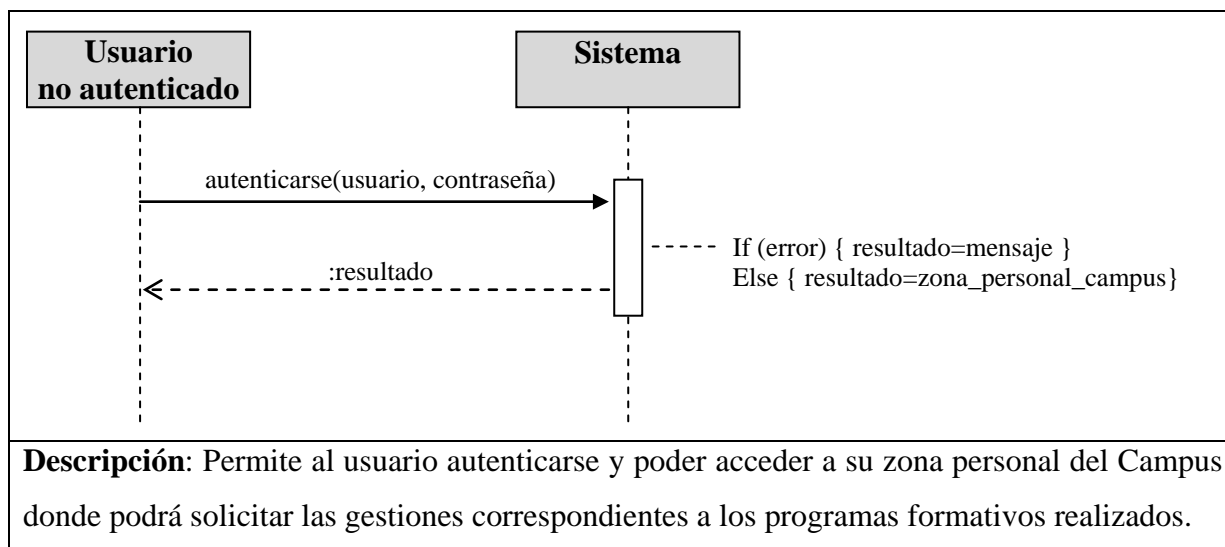 Usuario
no autenticado
Sistema
autenticarse(usuario, contraseña)
If (error) { resultado=mensaje }
Else { resultado=zona_personal_campus}
:resultado
Descripción: Permite al usuario autenticarse y poder acceder a su zona personal del Campus
donde podrá solicitar las gestiones correspondientes a los programas formativos realizados.